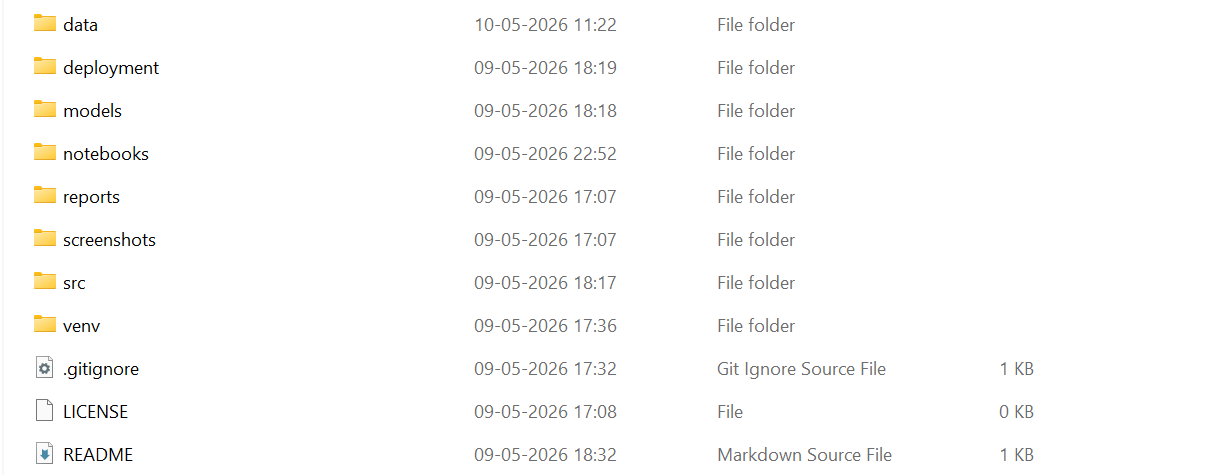 data 10-05-2026 11:22 File folder
deployment 09-05-2026 18:19 File folder
models 09-05-2026 18:18 File folder
notebooks 09-05-2026 22:52 File folder
reports 09-05-2026 17:07 File folder
screenshots 09-05-2026 17:07 File folder
src 09-05-2026 18:17 File folder
venv 09-05-2026 17:36 File folder
.gitignore 09-05-2026 17:32 Git Ignore Source File 1 KB
LICENSE 09-05-2026 17:08 File 0 KB
README 09-05-2026 18:32 Markdown Source File 1 KB